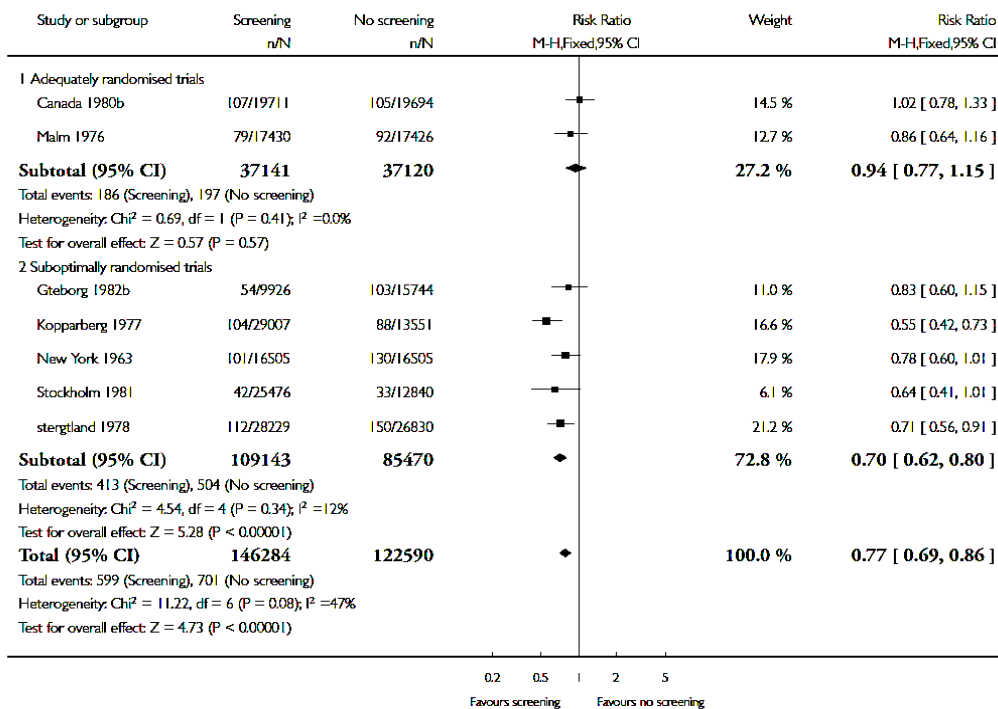 Study or subgroup Screening No screening Risk Ratio Weight Risk Ratio
n/N n/N M-H,Fixed,95% CI M-H,Fixed,95% CI
1 Adequately randomised trials
Canada 1980b 107/19711 105/19694 14.5 % 1.02 [ 0.78, 1.33 ]
Malm 1976 79/17430 92/17426 12.7 % 0.86 [ 0.64, 1.16 ]
Subtotal (95% CI) 37141 37120 27.2 % 0.94 [ 0.77, 1.15 ]
Total events: 186 (Screening), 197 (No screening)
Heterogeneity: Chi² = 0.69, df = 1 (P = 0.41); I² =0.0%
Test for overall effect: Z = 0.57 (P = 0.57)
2 Suboptimally randomised trials
Gteborg 1982b 54/9926 103/15744 11.0 % 0.83 [ 0.60, 1.15 ]
Kopparberg 1977 104/29007 88/13551 16.6 % 0.55 [ 0.42, 0.73 ]
New York 1963 101/16505 130/16505 17.9 % 0.78 [ 0.60, 1.01 ]
Stockholm 1981 42/25476 33/12840 6.1 % 0.64 [ 0.41, 1.01 ]
stergtland 1978 112/28229 150/26830 21.2 % 0.71 [ 0.56, 0.91 ]
Subtotal (95% CI) 109143 85470 72.8 % 0.70 [ 0.62, 0.80 ]
Total events: 413 (Screening), 504 (No screening)
Heterogeneity: Chi² = 4.54, df = 4 (P = 0.34); I² =12%
Test for overall effect: Z = 5.28 (P < 0.00001)
Total (95% CI) 146284 122590 100.0 % 0.77 [ 0.69, 0.86 ]
Total events: 599 (Screening), 701 (No screening)
Heterogeneity: Chi² = 11.22, df = 6 (P = 0.08); I² =47%
Test for overall effect: Z = 4.73 (P < 0.00001)
0.2 0.5 1 2 5
Favours screening Favours no screening